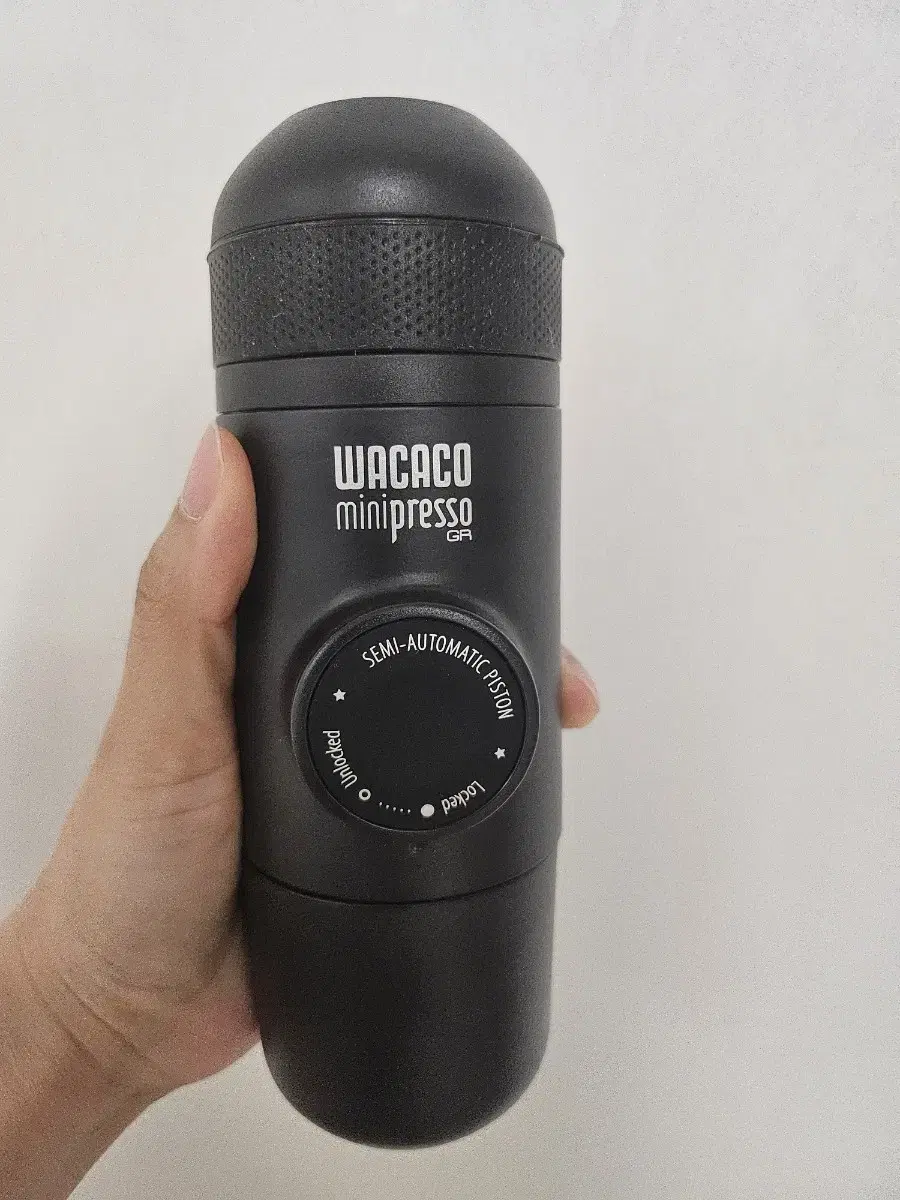 WACACO
minipresso
GR
SEMI-AUTOMATIC PISTON
Unlocked
Locked